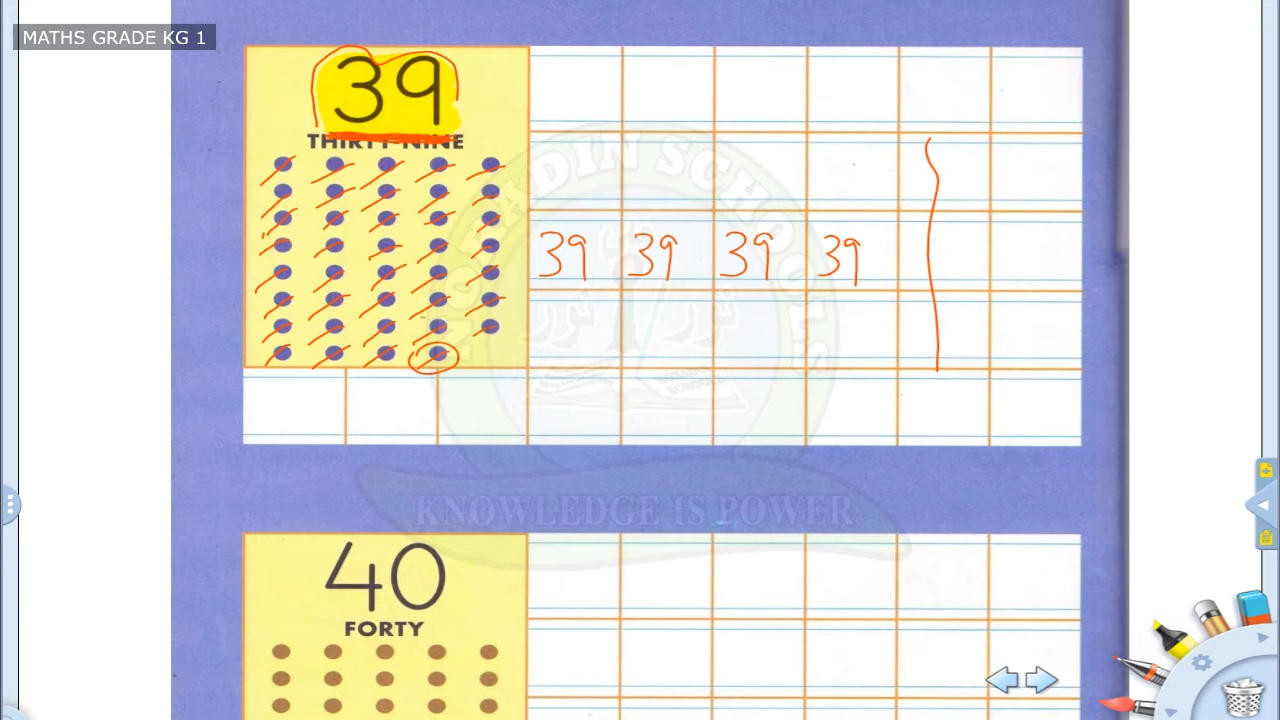 MATHS GRADE KG 1
39
THIRTY-NINE
39 39 39 39
KNOWLEDGE IS POWER
40
FORTY